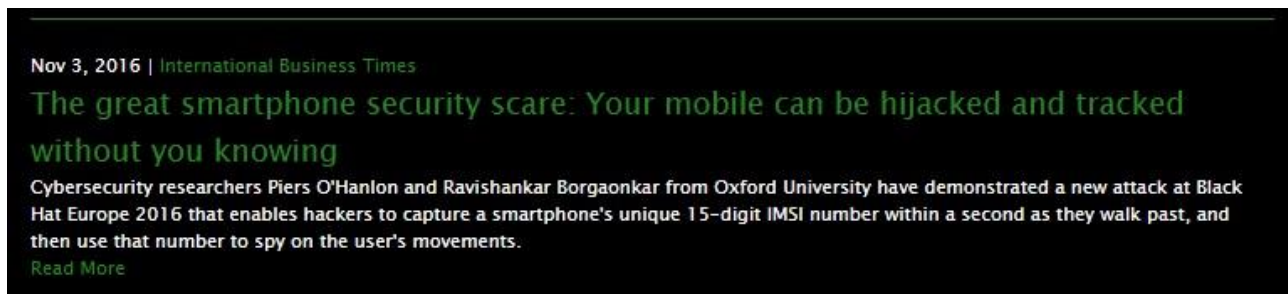 Nov 3, 2016 | International Business Times
The great smartphone security scare: Your mobile can be hijacked and tracked
without you knowing
Cybersecurity researchers Piers O'Hanlon and Ravishankar Borgaonkar from Oxford University have demonstrated a new attack at Black
Hat Europe 2016 that enables hackers to capture a smartphone's unique 15-digit IMSI number within a second as they walk past, and
then use that number to spy on the user's movements.
Read More